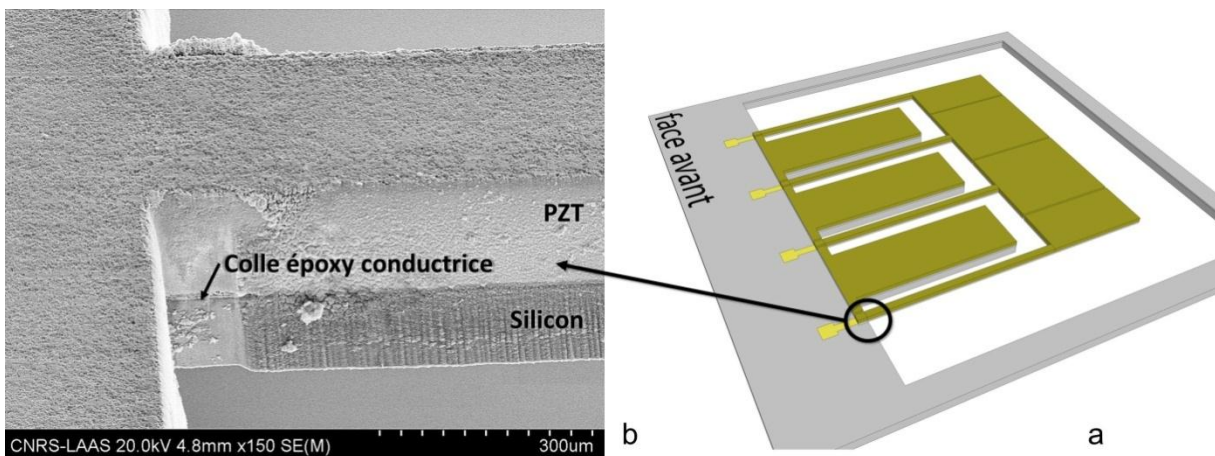 PZT
Colle époxy conductrice
Silicon
CNRS-LAAS 20.0kV 4.8mm x150 SE(M) 300um
face avant
b
a